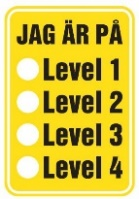 JAG ÄR PÅ
Level 1
Level 2
Level 3
Level 4